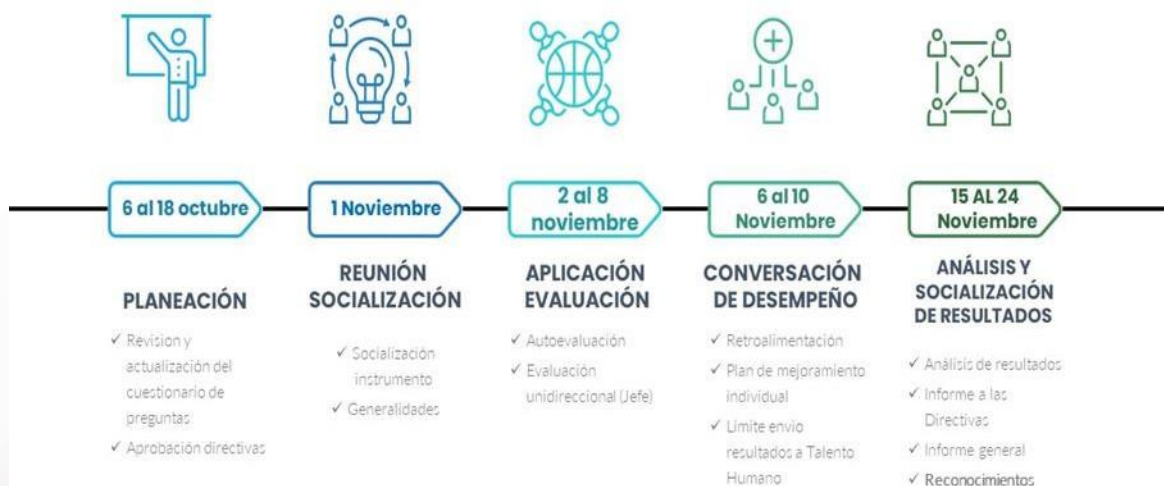 6 al 18 octubre
1 Noviembre
2 al 8
noviembre
6 al 10
Noviembre
15 AL 24
Noviembre
PLANEACIÓN
✓ Revision y
actualización del
cuestionario de
preguntas
✓ Aprobación directivas
REUNIÓN
SOCIALIZACIÓN
✓ Socialización
instrumento
✓ Generalidades
APLICACIÓN
EVALUACIÓN
✓ Autoevaluación
✓ Evaluación
unidireccional (Jefe)
CONVERSACIÓN
DE DESEMPEÑO
✓ Retroalimentación
✓ Plan de mejoramiento
individual
✓ Limite envio
resultados a Talento
Humano
ANÁLISIS Y
SOCIALIZACIÓN
DE RESULTADOS
✓ Análisis de resultados
✓ Informe a las
Directivas
✓ Informe general
✓ Reconocimientos